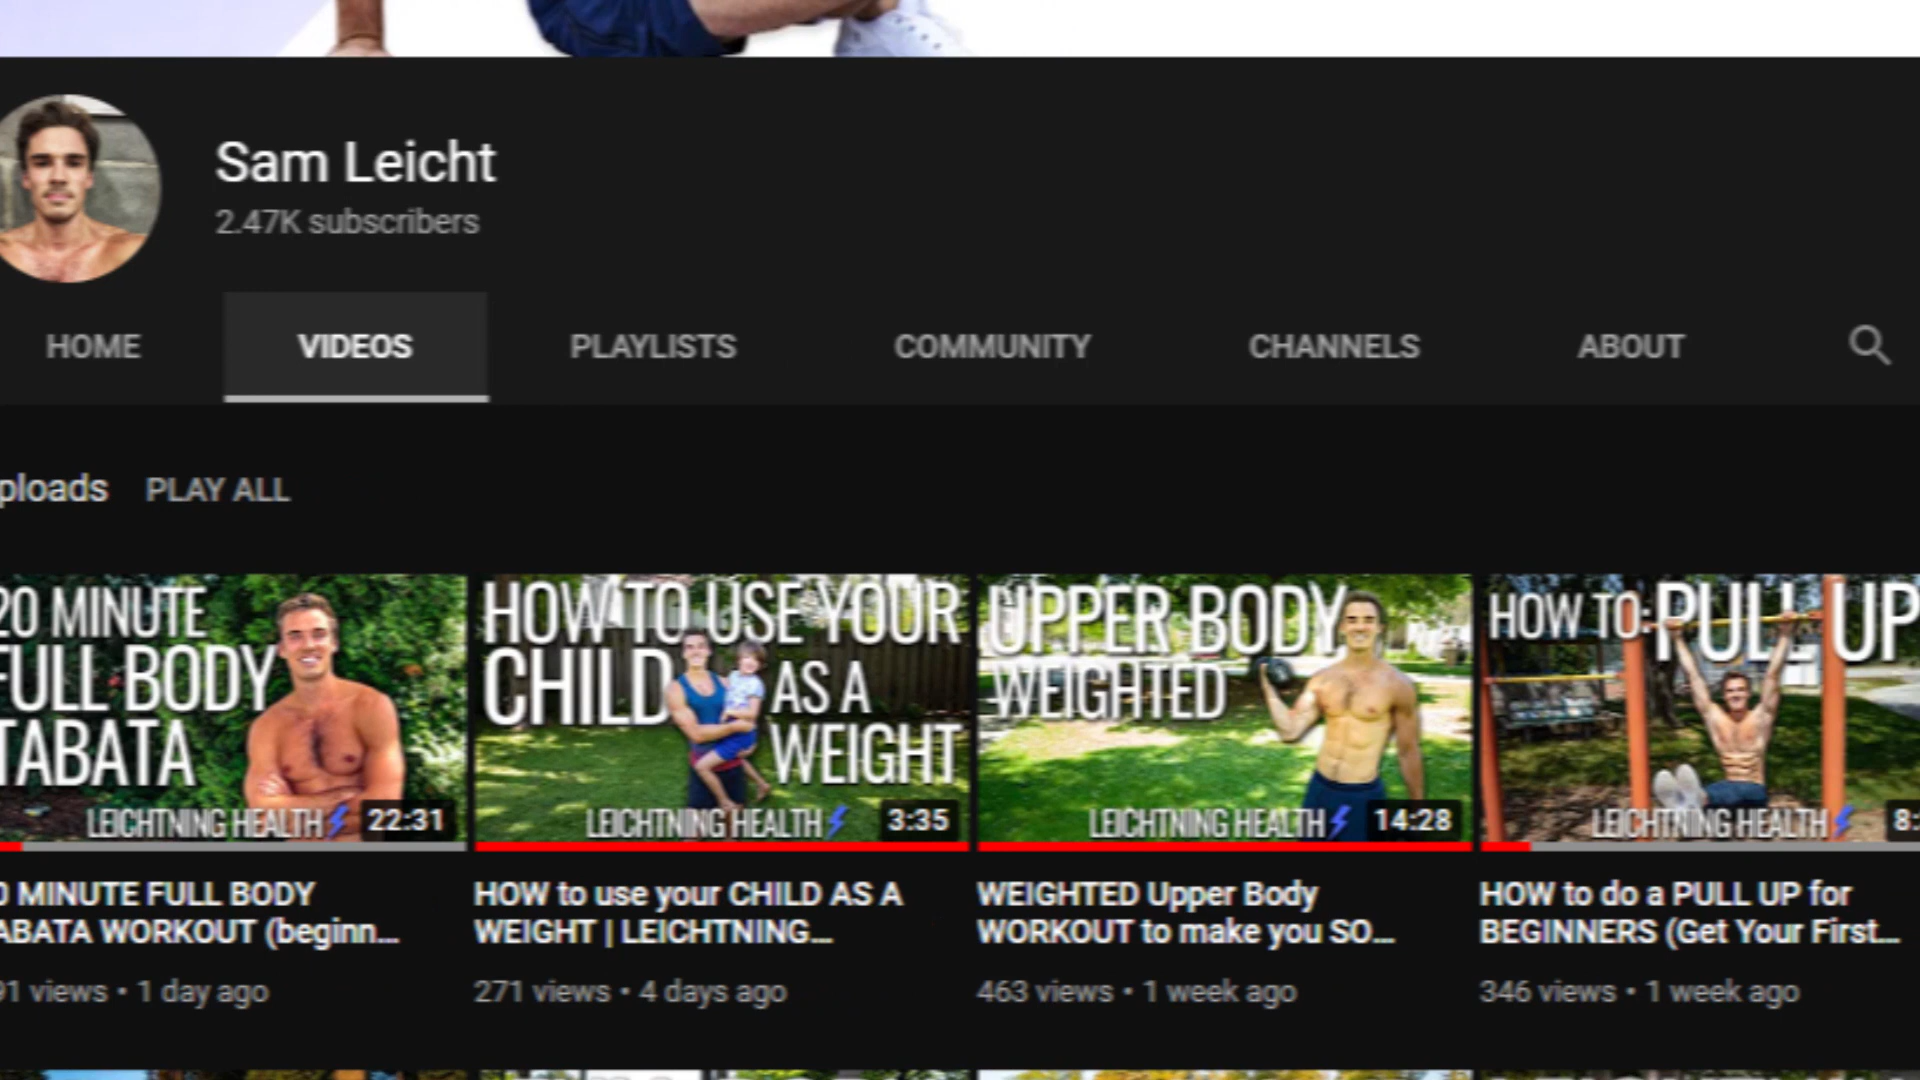 Sam Leicht
2.47K subscribers
HOME VIDEOS PLAYLISTS COMMUNITY CHANNELS ABOUT
ploads PLAY ALL
20 MINUTE
FULL BODY
TABATA
LEICHTNING HEALTH
22:31
HOW TO USE YOUR
CHILD AS A
WEIGHT
LEICHTNING HEALTH
3:35
UPPER BODY
WEIGHTED
LEICHTNING HEALTH
14:28
HOW TO: PULL UP
LEICHTNING HEALTH
8:
0 MINUTE FULL BODY
ABATA WORKOUT (beginn...
91 views • 1 day ago
HOW to use your CHILD AS A
WEIGHT | LEICHTNING...
271 views • 4 days ago
WEIGHTED Upper Body
WORKOUT to make you SO...
463 views • 1 week ago
HOW to do a PULL UP for
BEGINNERS (Get Your First...
346 views • 1 week ago